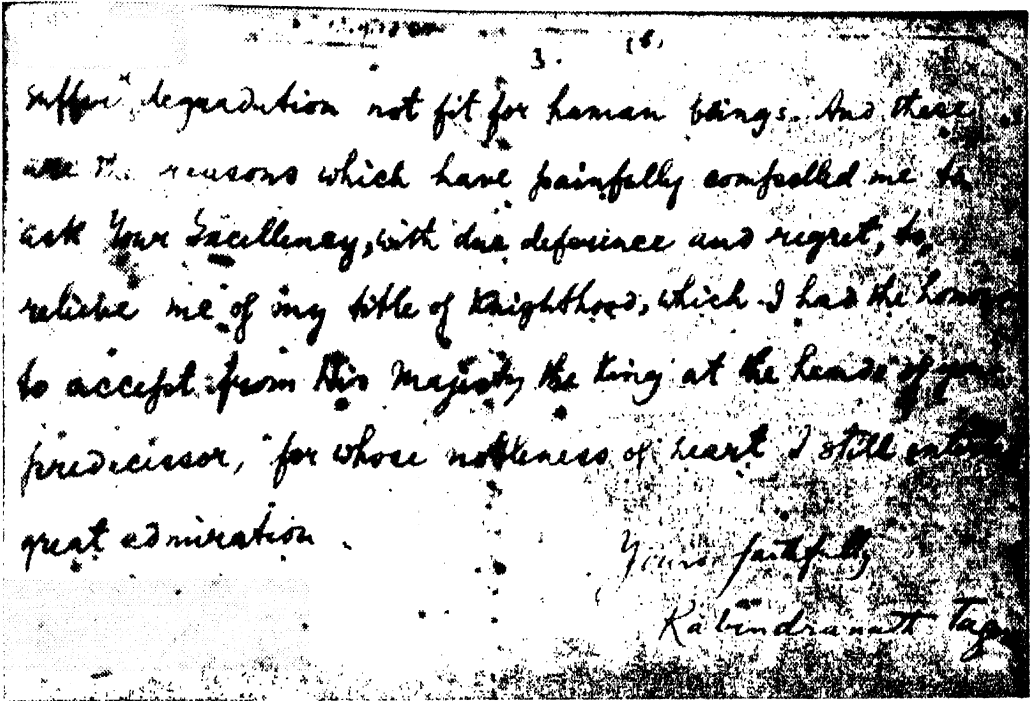 3.
suffer degradation not fit for human beings. And these
are the reasons which have painfully compelled me to
ask Your Excellency, with due deference and regret, to
relieve me of my title of Knighthood, which I had the honour
to accept from His Majesty the King at the hands of your
predecessor, for whose nobleness of heart I still entertain
great admiration.
Yours faithfully
Rabindranath Tagore